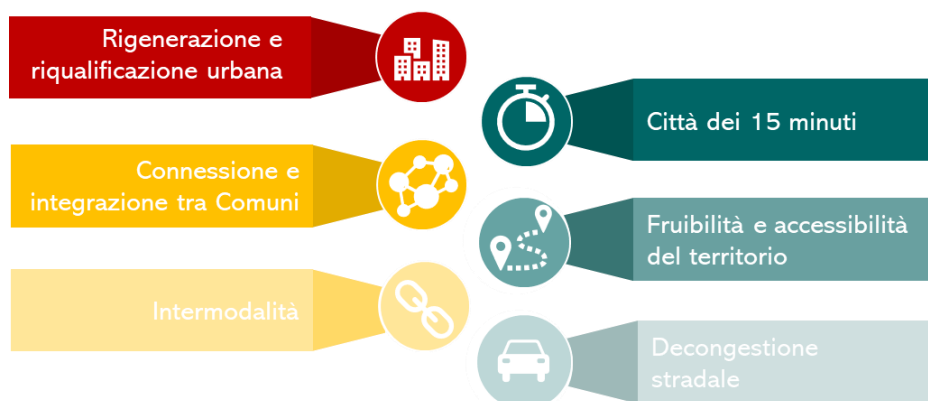 Rigenerazione e
riqualificazione urbana
Città dei 15 minuti
Connessione e
integrazione tra Comuni
Fruibilità e accessibilità
del territorio
Intermodalità
Decongestione
stradale